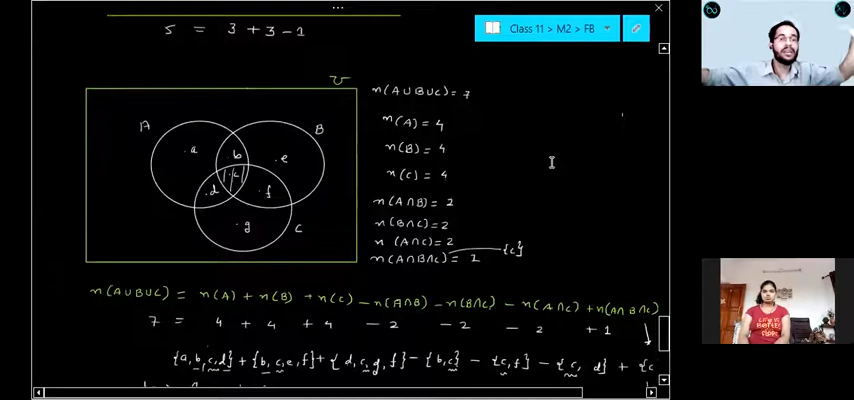 5 = 3 + 3 - 1
Class 11 > M2 > FB
U
n(A∪B∪C) = 7
n(A) = 4
n(B) = 4
n(C) = 4
n(A∩B) = 2
n(B∩C) = 2
n(A∩C) = 2
n(A∩B∩C) = 1
{c}
A
B
a
b
e
c
d
f
g
C
n(A∪B∪C) = n(A) + n(B) + n(C) - n(A∩B) - n(B∩C) - n(A∩C) + n(A∩B∩C)
7 = 4 + 4 + 4 - 2 - 2 - 2 + 1
{a, b, c, d} + {b, c, e, f} + {d, c, g, f} - {b, c} - {c, f} - {c, d} + {c